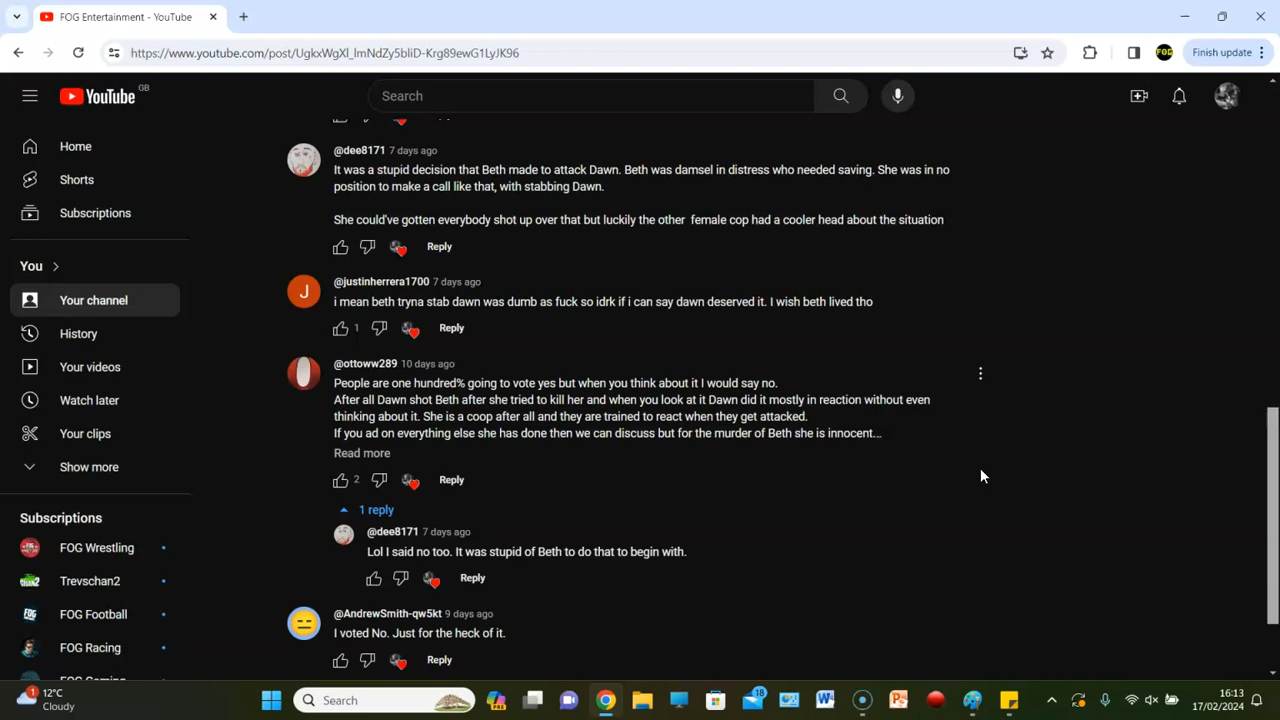 FOG Entertainment - YouTube
https://www.youtube.com/post/UgkxWgXl_lmNdZy5bliD-Krg89ewG1LyJK96
Finish update
FOG
YouTube GB
Search
Home
Shorts
Subscriptions
You
Your channel
History
Your videos
Watch later
Your clips
Show more
Subscriptions
FOG Wrestling
Trevschan2
FOG Football
FOG Racing
@dee8171 7 days ago
It was a stupid decision that Beth made to attack Dawn. Beth was damsel in distress who needed saving. She was in no
position to make a call like that, with stabbing Dawn.
She could've gotten everybody shot up over that but luckily the other female cop had a cooler head about the situation
Reply
J
@justinherrera1700 7 days ago
i mean beth tryna stab dawn was dumb as fuck so idrk if i can say dawn deserved it. I wish beth lived tho
1 Reply
@ottoww289 10 days ago
People are one hundred% going to vote yes but when you think about it I would say no.
After all Dawn shot Beth after she tried to kill her and when you look at it Dawn did it mostly in reaction without even
thinking about it. She is a coop after all and they are trained to react when they get attacked.
If you ad on everything else she has done then we can discuss but for the murder of Beth she is innocent...
Read more
2 Reply
1 reply
@dee8171 7 days ago
Lol I said no too. It was stupid of Beth to do that to begin with.
Reply
@AndrewSmith-qw5kt 9 days ago
I voted No. Just for the heck of it.
Reply
1
12°C
Cloudy
Search
18
16:13
17/02/2024